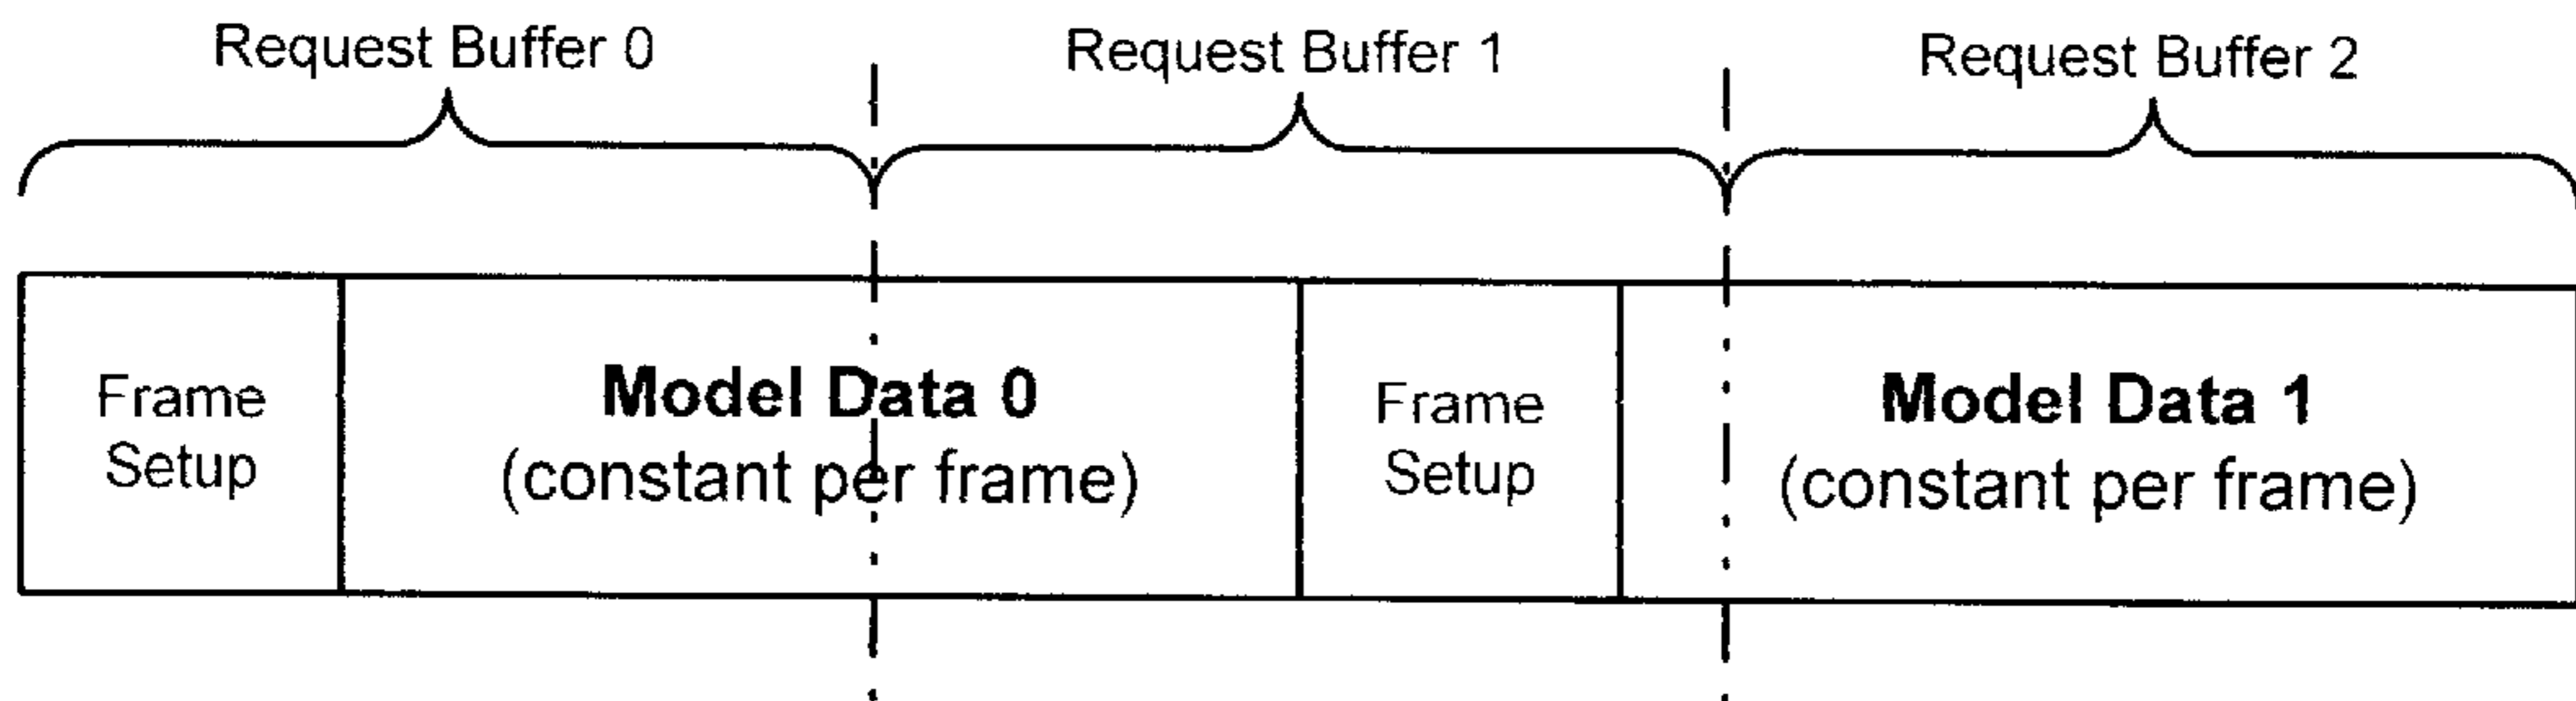 Request Buffer 0
Request Buffer 1
Request Buffer 2
Frame
Setup
Model Data 0
(constant per frame)
Frame
Setup
Model Data 1
(constant per frame)